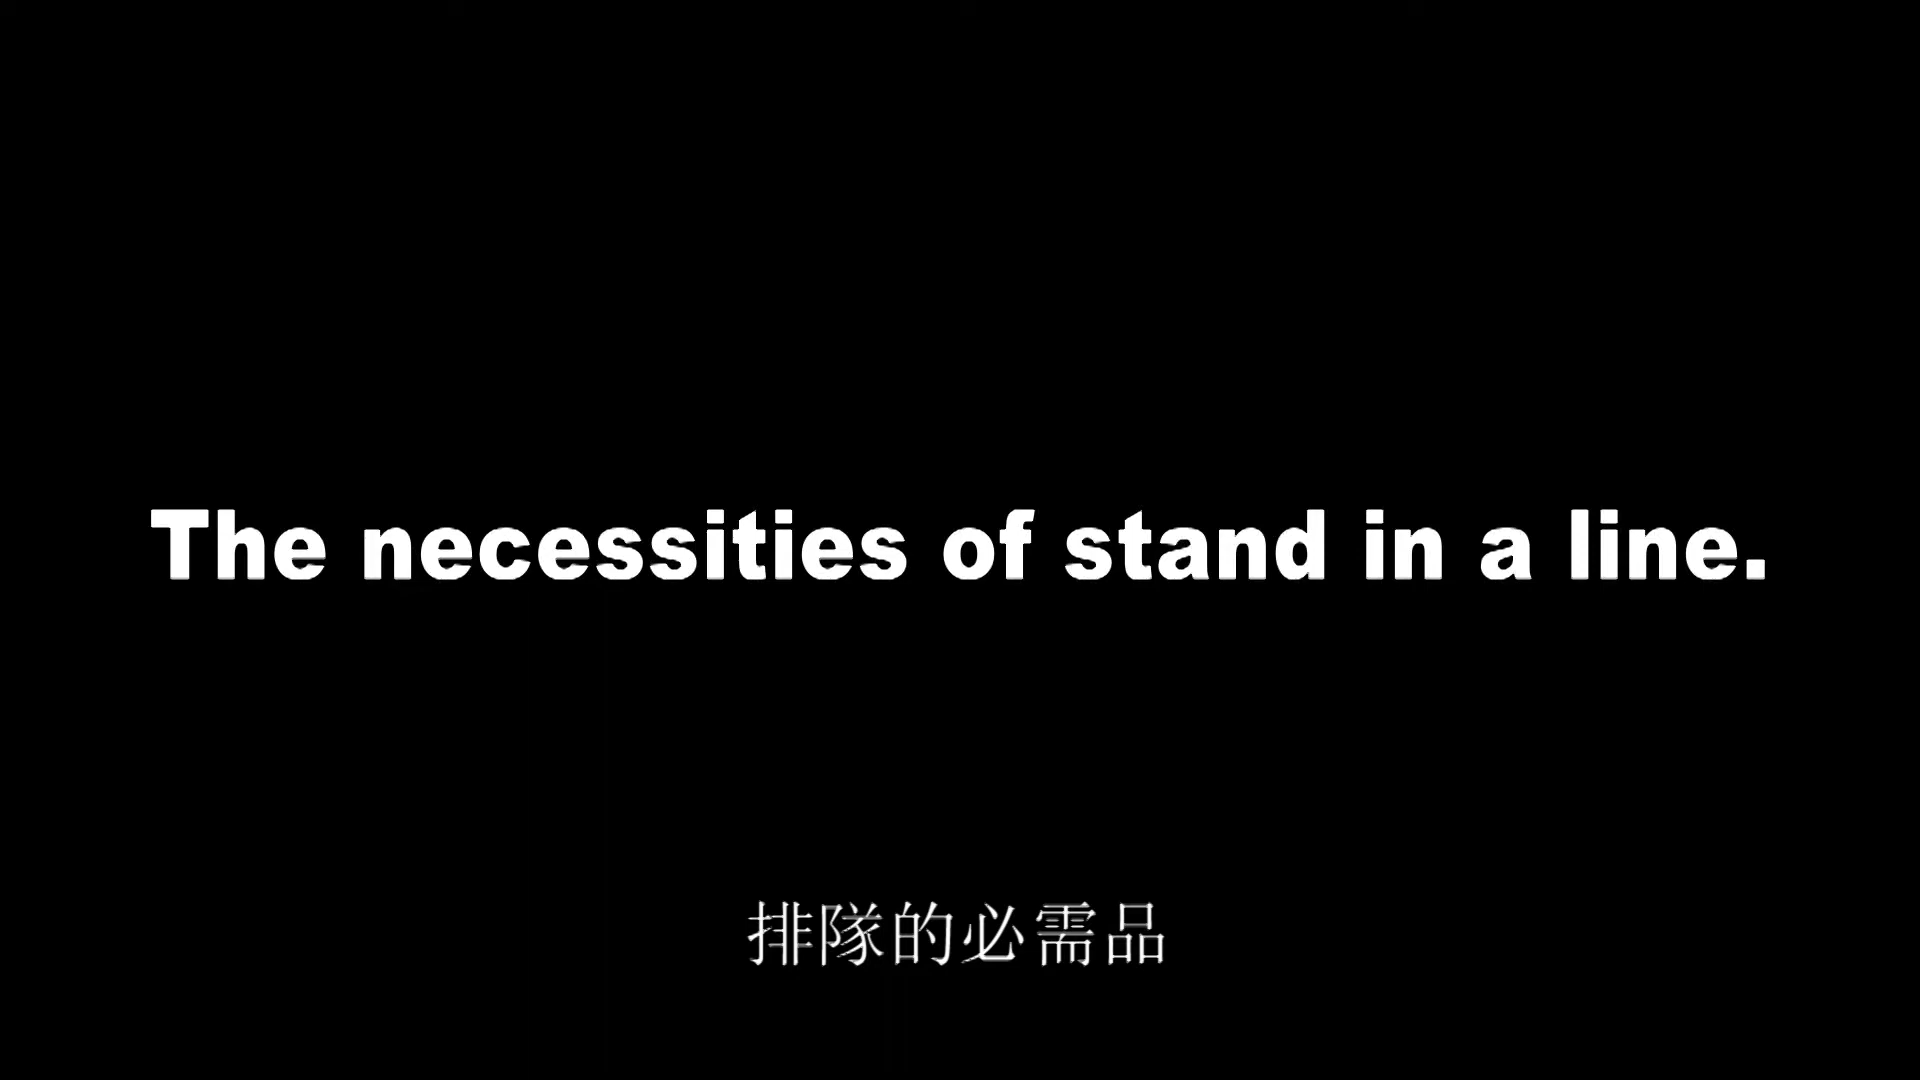 The necessities of stand in a line.
排隊的必需品